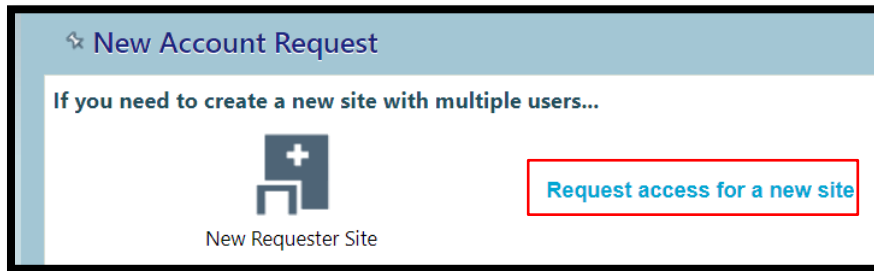 New Account Request
If you need to create a new site with multiple users...
Request access for a new site
New Requester Site